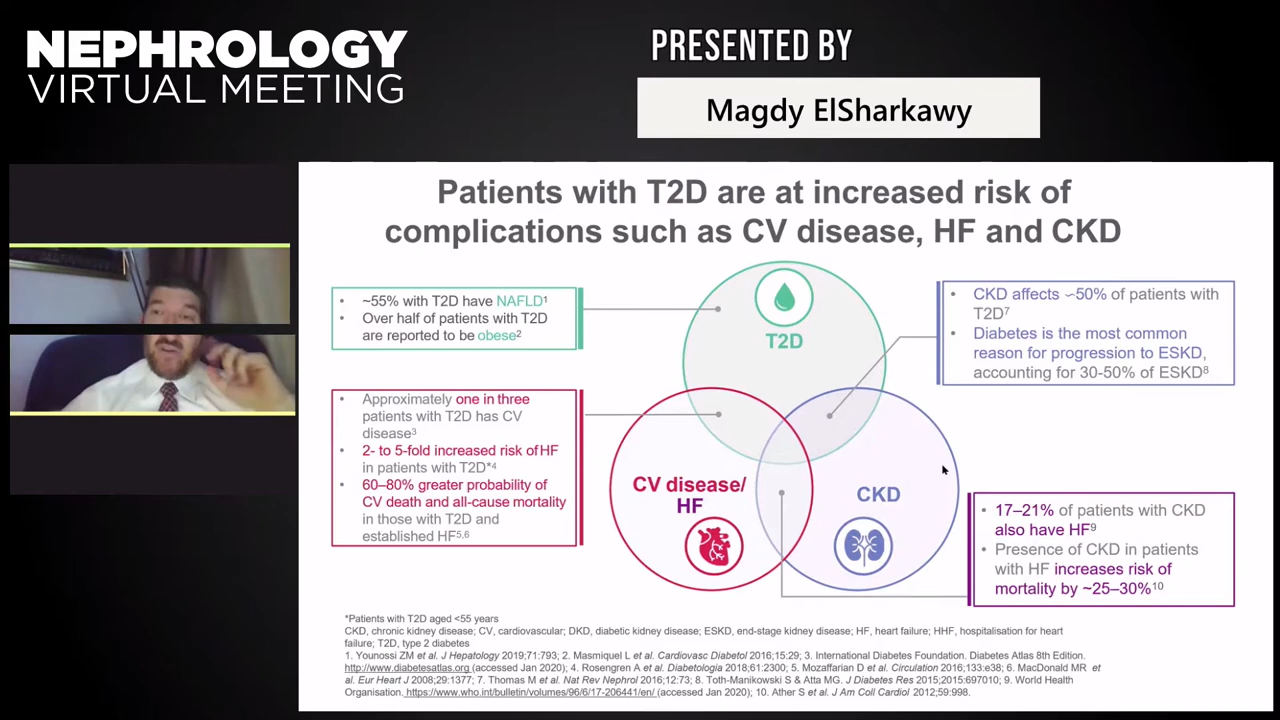 NEPHROLOGY
VIRTUAL MEETING
PRESENTED BY
Magdy ElSharkawy
Patients with T2D are at increased risk of
complications such as CV disease, HF and CKD
• ~55% with T2D have NAFLD¹
• Over half of patients with T2D
are reported to be obese²
• Approximately one in three
patients with T2D has CV
disease³
• 2- to 5-fold increased risk of HF
in patients with T2D*⁴
• 60–80% greater probability of
CV death and all-cause mortality
in those with T2D and
established HF⁵,⁶
T2D
CV disease/
HF
CKD
• CKD affects ∽50% of patients with
T2D⁷
• Diabetes is the most common
reason for progression to ESKD,
accounting for 30-50% of ESKD⁸
• 17–21% of patients with CKD
also have HF⁹
• Presence of CKD in patients
with HF increases risk of
mortality by ~25–30%¹⁰
*Patients with T2D aged <55 years
CKD, chronic kidney disease; CV, cardiovascular; DKD, diabetic kidney disease; ESKD, end-stage kidney disease; HF, heart failure; HHF, hospitalisation for heart
failure; T2D, type 2 diabetes
1. Younossi ZM et al. J Hepatology 2019;71:793; 2. Masmiquel L et al. Cardiovasc Diabetol 2016;15:29; 3. International Diabetes Foundation. Diabetes Atlas 8th Edition.
http://www.diabetesatlas.org (accessed Jan 2020); 4. Rosengren A et al. Diabetologia 2018;61:2300; 5. Mozaffarian D et al. Circulation 2016;133:e38; 6. MacDonald MR et
al. Eur Heart J 2008;29:1377; 7. Thomas M et al. Nat Rev Nephrol 2016;12:73; 8. Toth-Manikowski S & Atta MG. J Diabetes Res 2015;2015:697010; 9. World Health
Organisation. https://www.who.int/bulletin/volumes/96/6/17-206441/en/ (accessed Jan 2020); 10. Ather S et al. J Am Coll Cardiol 2012;59:998.